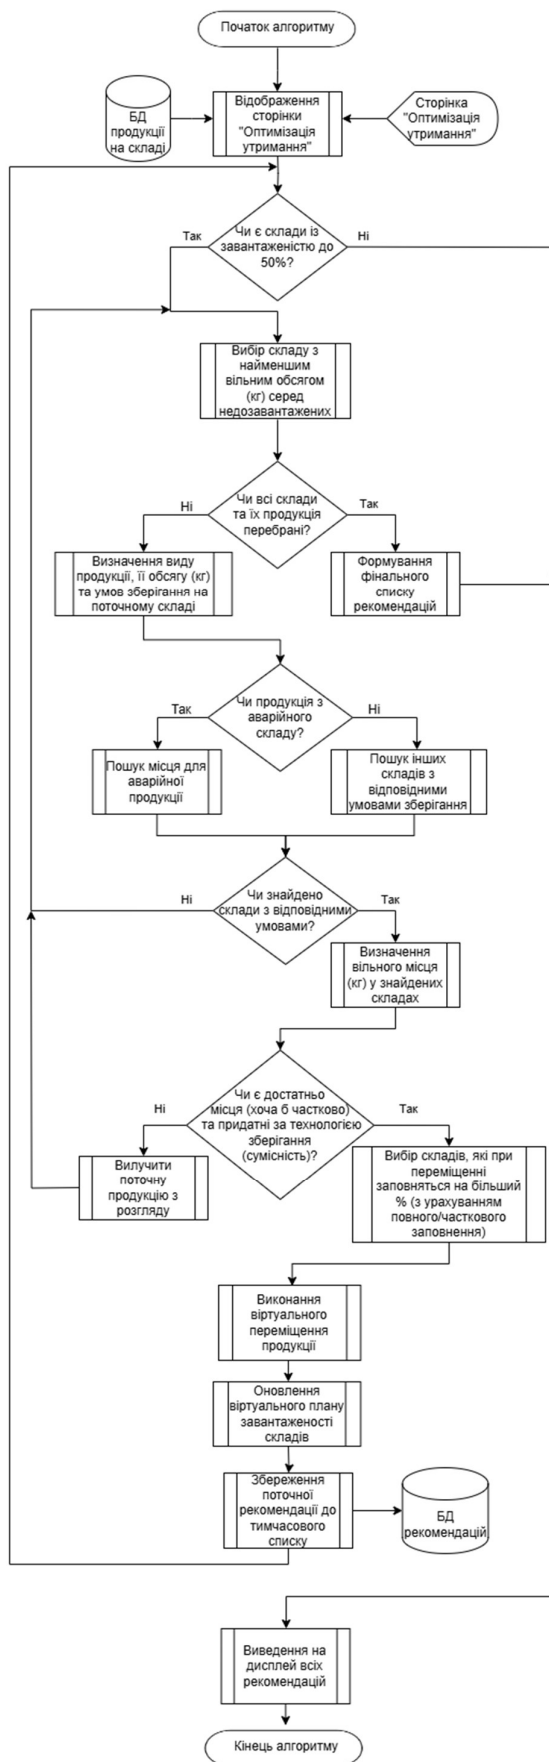 Початок алгоритму
БД
продукції
на складі
Відображення
сторінки
"Оптимізація
утримання"
Сторінка
"Оптимізація
утримання"
Так
Чи є склади із
завантаженістю до
50%?
Ні
Вибір складу з
найменшим
вільним обсягом
(кг) серед
недозавантажених
Ні
Чи всі склади
та їх продукція
перебрані?
Так
Визначення виду
продукції, її обсягу (кг)
та умов зберігання на
поточному складі
Формування
фінального
списку
рекомендацій
Так
Чи продукція з
аварійного
складу?
Ні
Пошук місця для
аварійної
продукції
Пошук інших
складів з
відповідними
умовами зберігання
Ні
Чи знайдено
склади з відповідними
умовами?
Так
Визначення
вільного місця
(кг) у знайдених
складах
Ні
Чи є достатньо
місця (хоча б частково)
та придатні за технологією
зберігання
(сумісність)?
Так
Вилучити
поточну
продукцію з
розгляду
Вибір складів, які при
переміщенні
заповняться на більший
% (з урахуванням
повного/часткового
заповнення)
Виконання
віртуального
переміщення
продукції
Оновлення
віртуального плану
завантаженості
складів
Збереження
поточної
рекомендації до
тимчасового
списку
БД
рекомендацій
Виведення на
дисплей всіх
рекомендацій
Кінець алгоритму